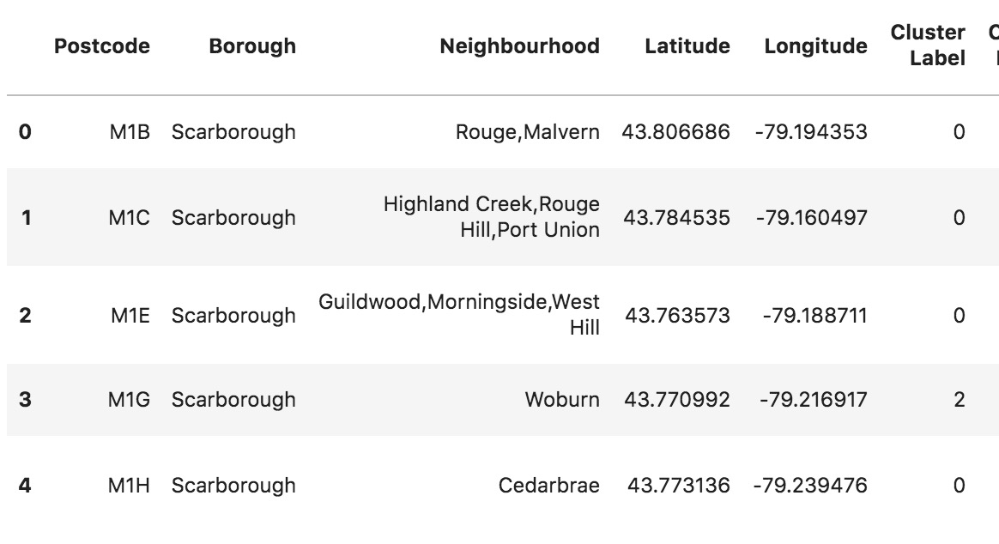 Postcode Borough Neighbourhood Latitude Longitude Cluster Label
0 M1B Scarborough Rouge,Malvern 43.806686 -79.194353 0
1 M1C Scarborough Highland Creek,Rouge Hill,Port Union 43.784535 -79.160497 0
2 M1E Scarborough Guildwood,Morningside,West Hill 43.763573 -79.188711 0
3 M1G Scarborough Woburn 43.770992 -79.216917 2
4 M1H Scarborough Cedarbrae 43.773136 -79.239476 0